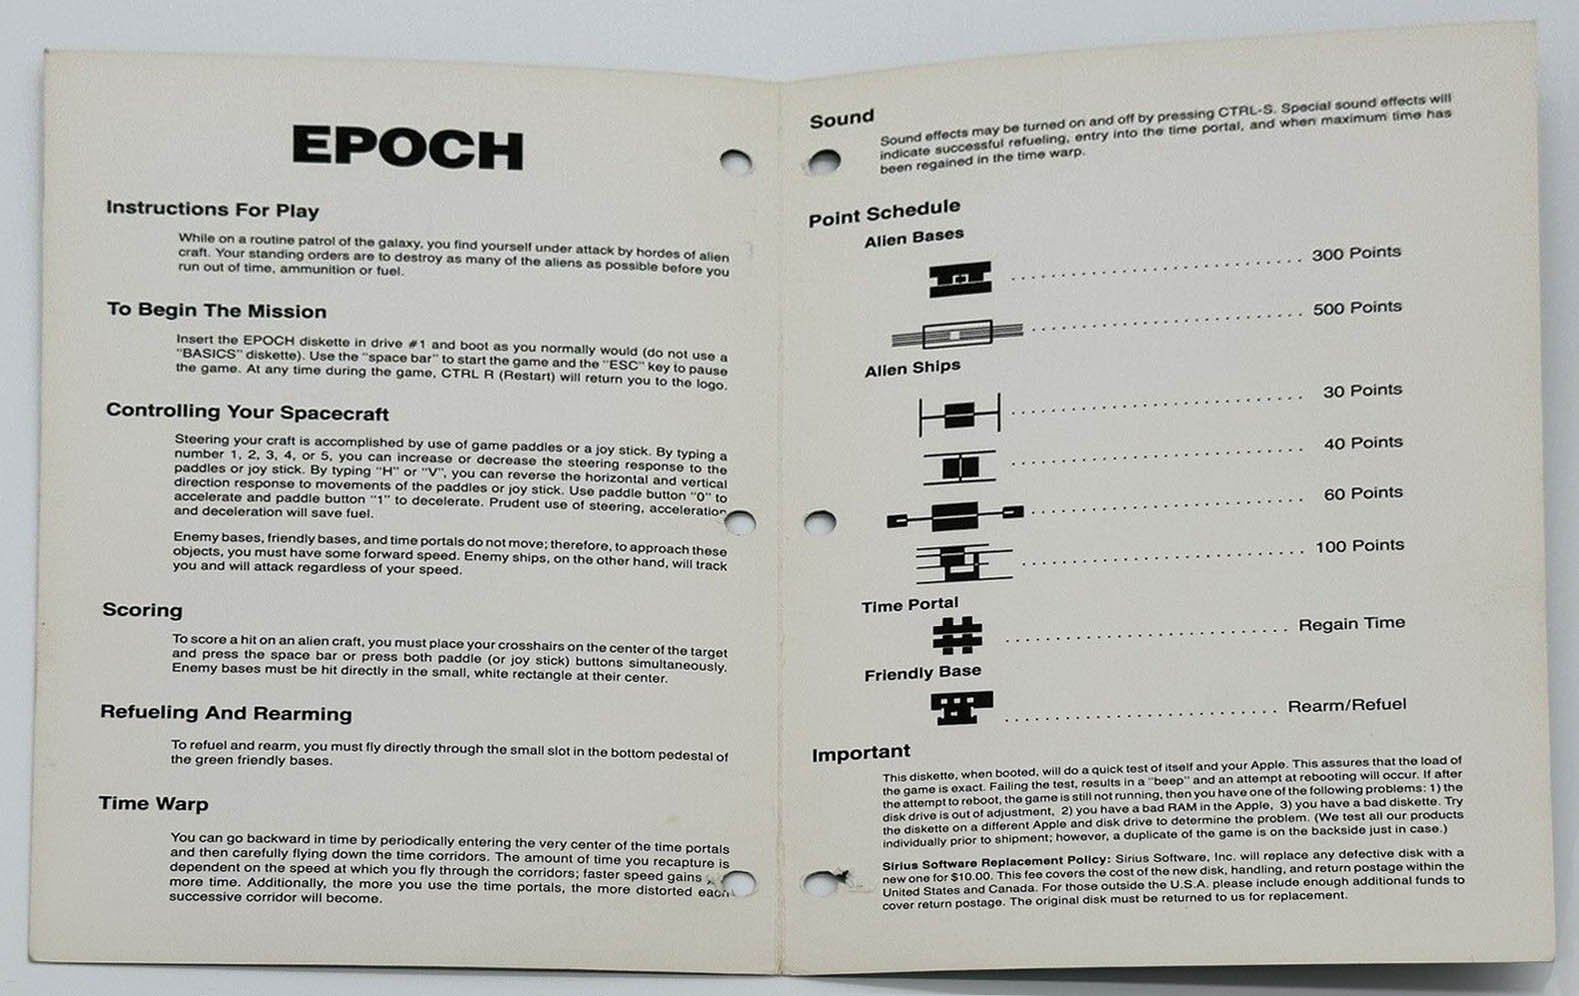 EPOCH
Instructions For Play
While on a routine patrol of the galaxy, you find yourself under attack by hordes of alien
craft. Your standing orders are to destroy as many of the aliens as possible before you
run out of time, ammunition or fuel.
To Begin The Mission
Insert the EPOCH diskette in drive #1 and boot as you normally would (do not use a
"BASICS" diskette). Use the "space bar" to start the game and the "ESC" key to pause
the game. At any time during the game, CTRL R (Restart) will return you to the logo.
Controlling Your Spacecraft
Steering your craft is accomplished by use of game paddles or a joy stick. By typing a
number 1, 2, 3, 4, or 5, you can increase or decrease the steering response to the
paddles or joy stick. By typing "H" or "V", you can reverse the horizontal and vertical
direction response to movements of the paddles or joy stick. Use paddle button "0" to
accelerate and paddle button "1" to decelerate. Prudent use of steering, acceleration
and deceleration will save fuel.
Enemy bases, friendly bases, and time portals do not move; therefore, to approach these
objects, you must have some forward speed. Enemy ships, on the other hand, will track
you and will attack regardless of your speed.
Scoring
To score a hit on an alien craft, you must place your crosshairs on the center of the target
and press the space bar or press both paddle (or joy stick) buttons simultaneously.
Enemy bases must be hit directly in the small, white rectangle at their center.
Refueling And Rearming
To refuel and rearm, you must fly directly through the small slot in the bottom pedestal of
the green friendly bases.
Time Warp
You can go backward in time by periodically entering the very center of the time portals
and then carefully flying down the time corridors. The amount of time you recapture is
dependent on the speed at which you fly through the corridors; faster speed gains
more time. Additionally, the more you use the time portals, the more distorted each
successive corridor will become.
Sound
Sound effects may be turned on and off by pressing CTRL-S. Special sound effects will
indicate successful refueling, entry into the time portal, and when maximum time has
been regained in the time warp.
Point Schedule
Alien Bases
. . . . . . . . . . . . . . . . . . . . . . . . . . . . . . . 300 Points
. . . . . . . . . . . . . . . . . . . . . . . . . . . . . 500 Points
Alien Ships
. . . . . . . . . . . . . . . . . . . . . . . . . . . . . . . 30 Points
. . . . . . . . . . . . . . . . . . . . . . . . . . . . . . . 40 Points
. . . . . . . . . . . . . . . . . . . . . . . . . . . . . 60 Points
. . . . . . . . . . . . . . . . . . . . . . . . . . . . . . 100 Points
Time Portal
. . . . . . . . . . . . . . . . . . . . . . . . . . . . . . Regain Time
Friendly Base
. . . . . . . . . . . . . . . . . . . . . . . . . . . . . Rearm/Refuel
Important
This diskette, when booted, will do a quick test of itself and your Apple. This assures that the load of
the game is exact. Failing the test, results in a "beep" and an attempt at rebooting will occur. If after
the attempt to reboot, the game is still not running, then you have one of the following problems: 1) the
disk drive is out of adjustment, 2) you have a bad RAM in the Apple, 3) you have a bad diskette. Try
the diskette on a different Apple and disk drive to determine the problem. (We test all our products
individually prior to shipment; however, a duplicate of the game is on the backside just in case.)
Sirius Software Replacement Policy: Sirius Software, Inc. will replace any defective disk with a
new one for $10.00. This fee covers the cost of the new disk, handling, and return postage within the
United States and Canada. For those outside the U.S.A. please include enough additional funds to
cover return postage. The original disk must be returned to us for replacement.